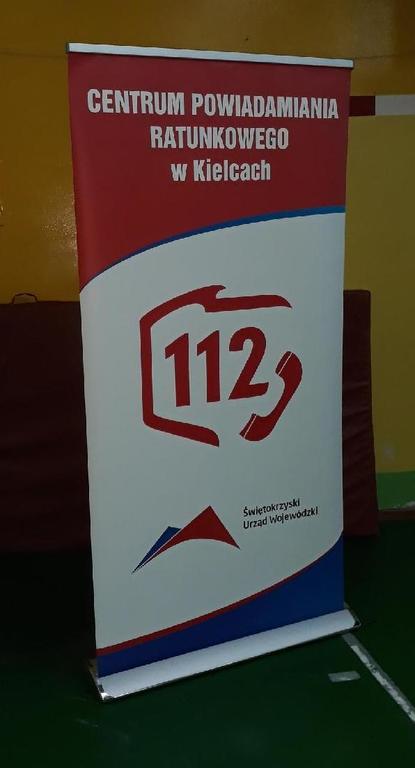 CENTRUM POWIADAMIANIA
RATUNKOWEGO
w Kielcach
112
Świętokrzyski
Urząd Wojewódzki